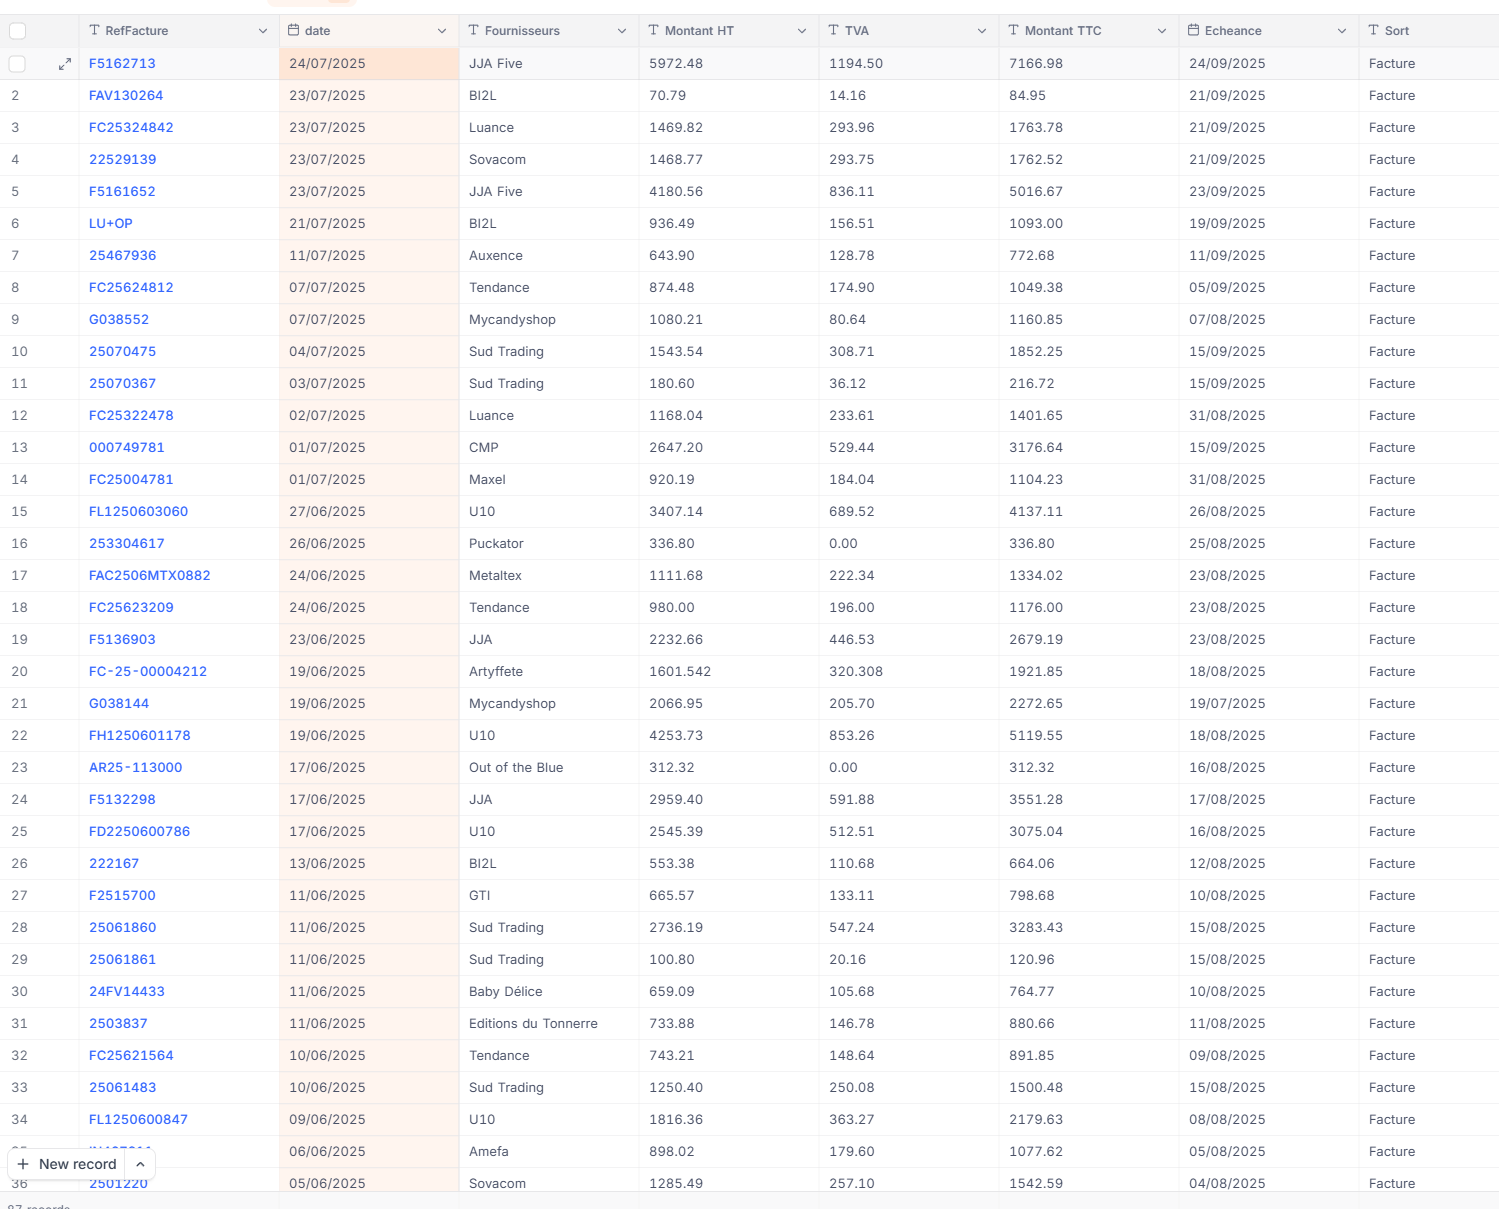 RefFacture date Fournisseurs Montant HT TVA Montant TTC Echeance Sort
F5162713 24/07/2025 JJA Five 5972.48 1194.50 7166.98 24/09/2025 Facture
2 FAV130264 23/07/2025 BI2L 70.79 14.16 84.95 21/09/2025 Facture
3 FC25324842 23/07/2025 Luance 1469.82 293.96 1763.78 21/09/2025 Facture
4 22529139 23/07/2025 Sovacom 1468.77 293.75 1762.52 21/09/2025 Facture
5 F5161652 23/07/2025 JJA Five 4180.56 836.11 5016.67 23/09/2025 Facture
6 LU+OP 21/07/2025 BI2L 936.49 156.51 1093.00 19/09/2025 Facture
7 25467936 11/07/2025 Auxence 643.90 128.78 772.68 11/09/2025 Facture
8 FC25624812 07/07/2025 Tendance 874.48 174.90 1049.38 05/09/2025 Facture
9 G038552 07/07/2025 Mycandyshop 1080.21 80.64 1160.85 07/08/2025 Facture
10 25070475 04/07/2025 Sud Trading 1543.54 308.71 1852.25 15/09/2025 Facture
11 25070367 03/07/2025 Sud Trading 180.60 36.12 216.72 15/09/2025 Facture
12 FC25322478 02/07/2025 Luance 1168.04 233.61 1401.65 31/08/2025 Facture
13 000749781 01/07/2025 CMP 2647.20 529.44 3176.64 15/09/2025 Facture
14 FC25004781 01/07/2025 Maxel 920.19 184.04 1104.23 31/08/2025 Facture
15 FL1250603060 27/06/2025 U10 3407.14 689.52 4137.11 26/08/2025 Facture
16 253304617 26/06/2025 Puckator 336.80 0.00 336.80 25/08/2025 Facture
17 FAC2506MTX0882 24/06/2025 Metaltex 1111.68 222.34 1334.02 23/08/2025 Facture
18 FC25623209 24/06/2025 Tendance 980.00 196.00 1176.00 23/08/2025 Facture
19 F5136903 23/06/2025 JJA 2232.66 446.53 2679.19 23/08/2025 Facture
20 FC-25-00004212 19/06/2025 Artyffete 1601.542 320.308 1921.85 18/08/2025 Facture
21 G038144 19/06/2025 Mycandyshop 2066.95 205.70 2272.65 19/07/2025 Facture
22 FH1250601178 19/06/2025 U10 4253.73 853.26 5119.55 18/08/2025 Facture
23 AR25-113000 17/06/2025 Out of the Blue 312.32 0.00 312.32 16/08/2025 Facture
24 F5132298 17/06/2025 JJA 2959.40 591.88 3551.28 17/08/2025 Facture
25 FD2250600786 17/06/2025 U10 2545.39 512.51 3075.04 16/08/2025 Facture
26 222167 13/06/2025 BI2L 553.38 110.68 664.06 12/08/2025 Facture
27 F2515700 11/06/2025 GTI 665.57 133.11 798.68 10/08/2025 Facture
28 25061860 11/06/2025 Sud Trading 2736.19 547.24 3283.43 15/08/2025 Facture
29 25061861 11/06/2025 Sud Trading 100.80 20.16 120.96 15/08/2025 Facture
30 24FV14433 11/06/2025 Baby Délice 659.09 105.68 764.77 10/08/2025 Facture
31 2503837 11/06/2025 Editions du Tonnerre 733.88 146.78 880.66 11/08/2025 Facture
32 FC25621564 10/06/2025 Tendance 743.21 148.64 891.85 09/08/2025 Facture
33 25061483 10/06/2025 Sud Trading 1250.40 250.08 1500.48 15/08/2025 Facture
34 FL1250600847 09/06/2025 U10 1816.36 363.27 2179.63 08/08/2025 Facture
06/06/2025 Amefa 898.02 179.60 1077.62 05/08/2025 Facture
New record
36 2501220 05/06/2025 Sovacom 1285.49 257.10 1542.59 04/08/2025 Facture